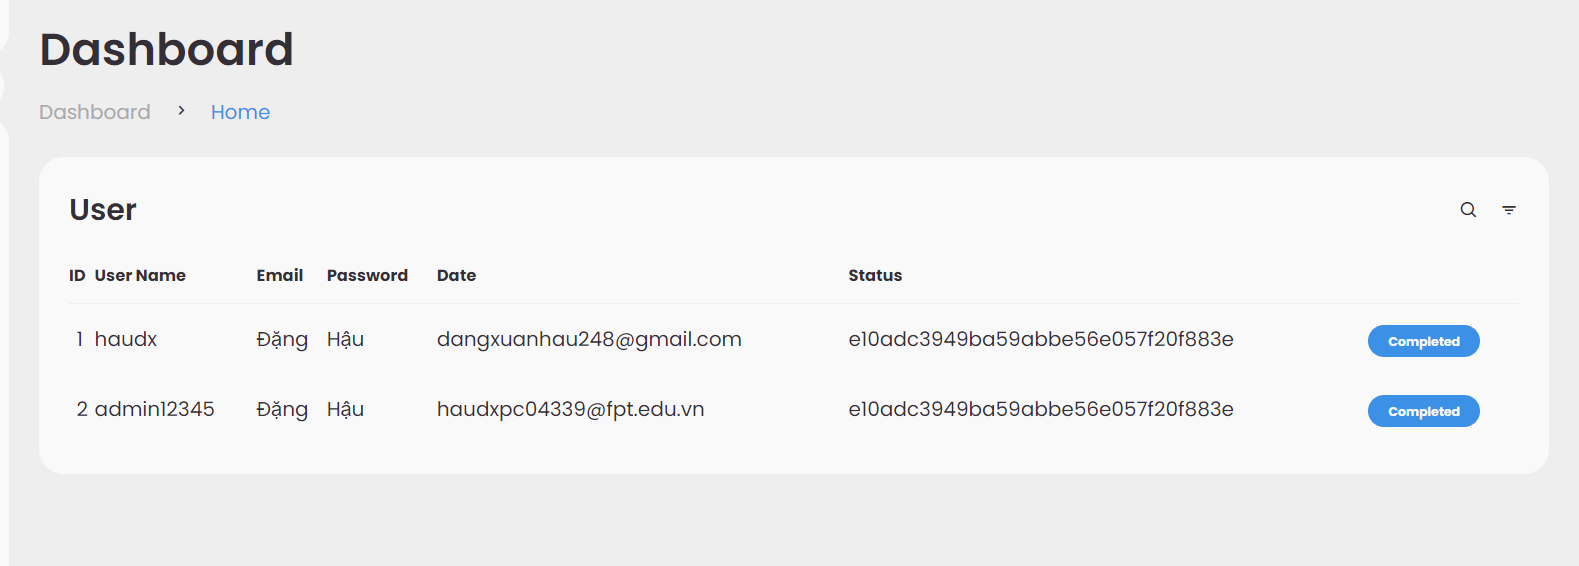 Dashboard
Dashboard > Home
User
ID User Name Email Password Date Status
1 haudx Đặng Hậu dangxuanhau248@gmail.com e10adc3949ba59abbe56e057f20f883e Completed
2 admin12345 Đặng Hậu haudxpc04339@fpt.edu.vn e10adc3949ba59abbe56e057f20f883e Completed